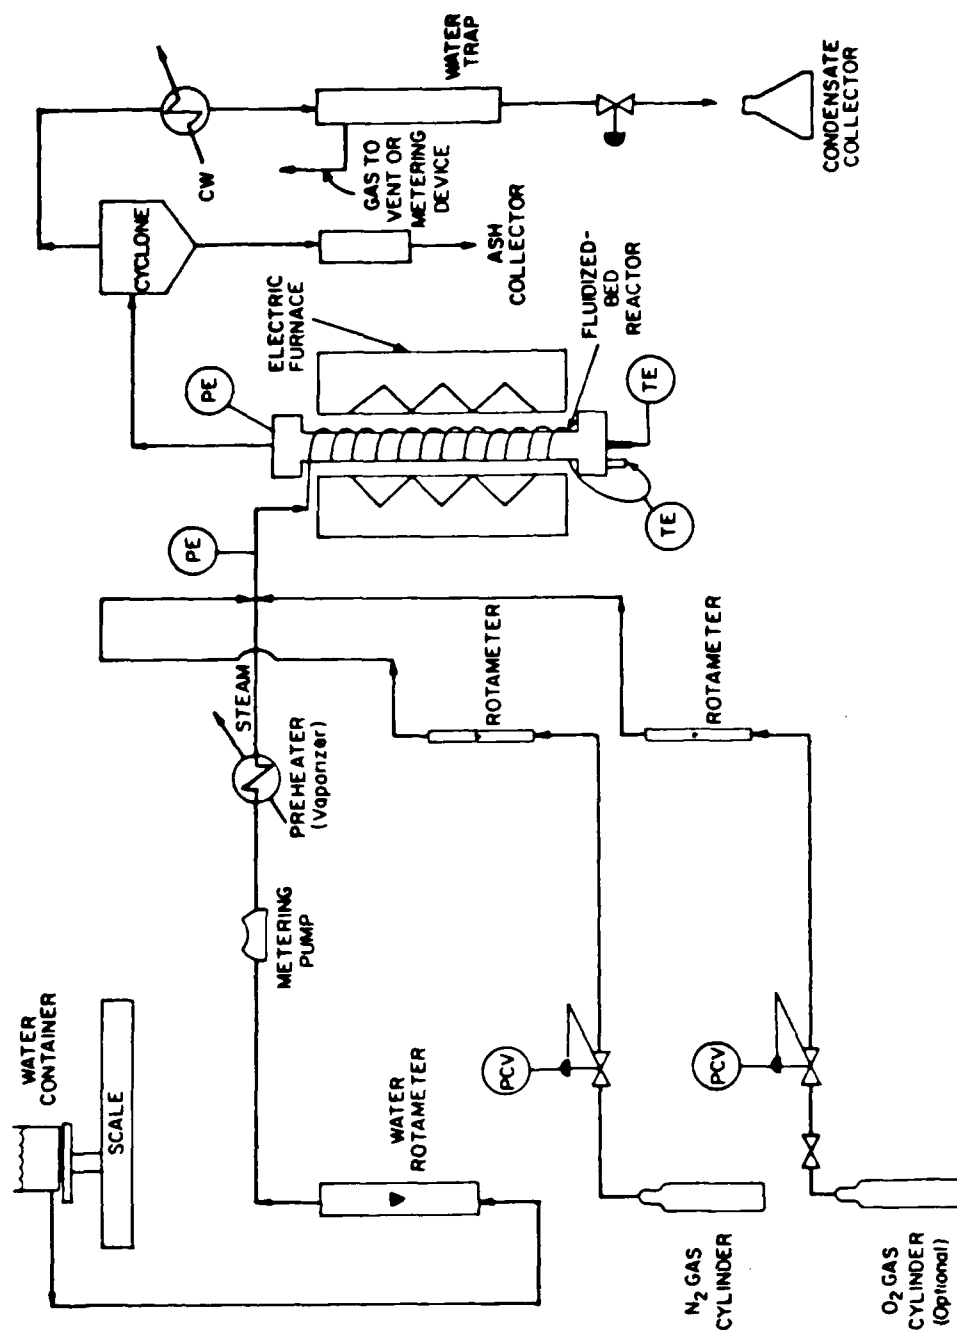 WATER
CONTAINER
SCALE
WATER
ROTAMETER
METERING
PUMP
PREHEATER
(Vaporizer)
STEAM
N2 GAS
CYLINDER
O2 GAS
CYLINDER
(Optional)
PCV
PCV
ROTAMETER
ROTAMETER
PE
PE
TE
TE
ELECTRIC
FURNACE
FLUIDIZED-
BED
REACTOR
CYCLONE
ASH
COLLECTOR
CW
GAS TO
VENT OR
METERING
DEVICE
WATER
TRAP
CONDENSATE
COLLECTOR